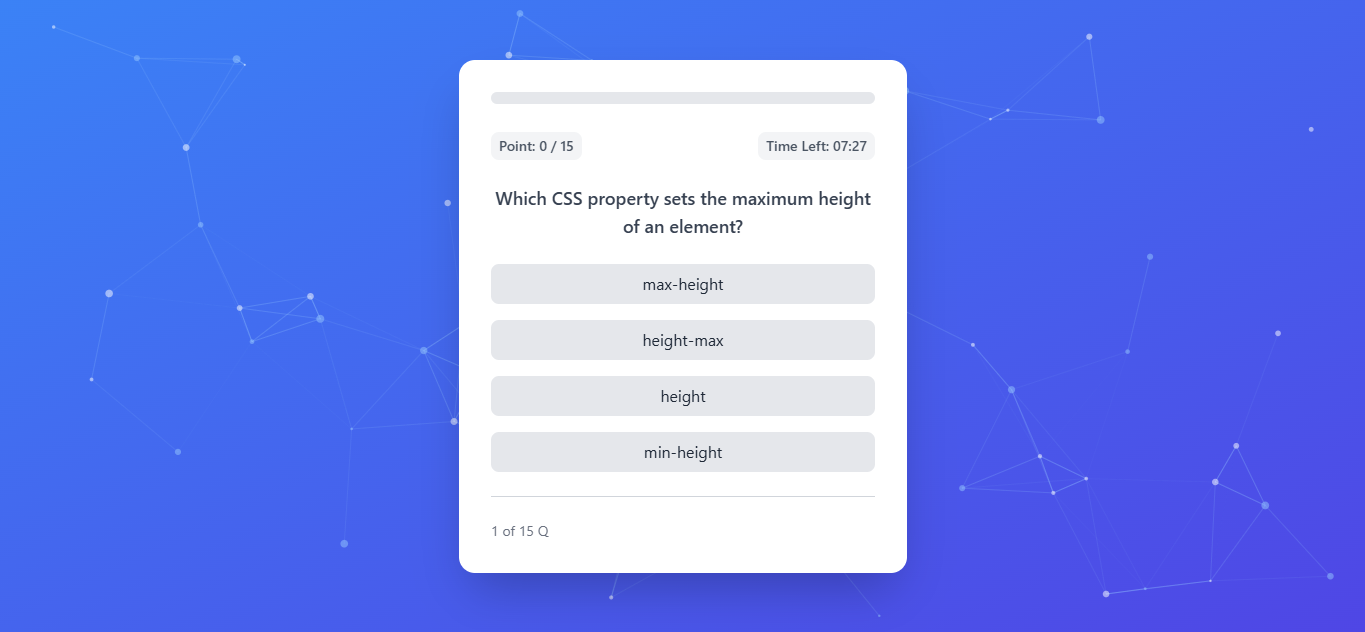 Point: 0 / 15
Time Left: 07:27
Which CSS property sets the maximum height
of an element?
max-height
height-max
height
min-height
1 of 15 Q